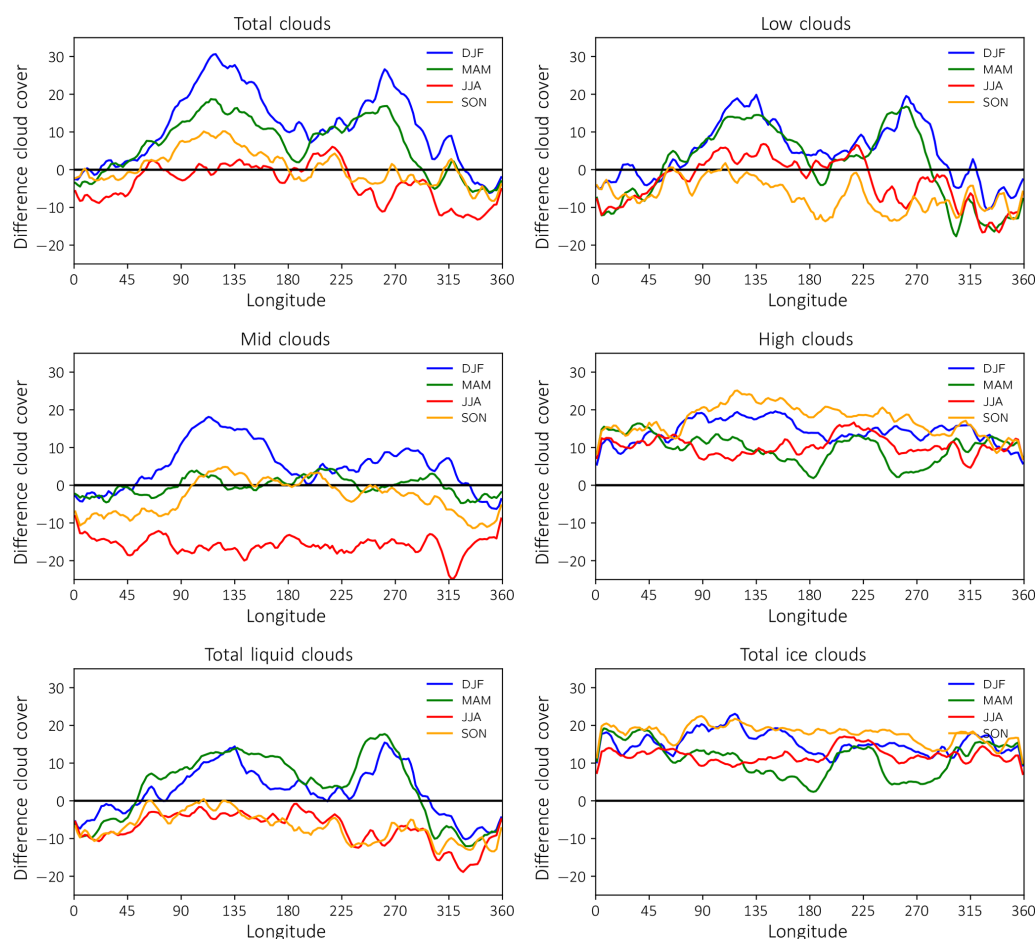 Total clouds
Difference cloud cover
30
20
10
0
−10
−20
DJF
MAM
JJA
SON
0 45 90 135 180 225 270 315 360
Longitude
Low clouds
Difference cloud cover
30
20
10
0
−10
−20
DJF
MAM
JJA
SON
0 45 90 135 180 225 270 315 360
Longitude
Mid clouds
Difference cloud cover
30
20
10
0
−10
−20
DJF
MAM
JJA
SON
0 45 90 135 180 225 270 315 360
Longitude
High clouds
Difference cloud cover
30
20
10
0
−10
−20
DJF
MAM
JJA
SON
0 45 90 135 180 225 270 315 360
Longitude
Total liquid clouds
Difference cloud cover
30
20
10
0
−10
−20
DJF
MAM
JJA
SON
0 45 90 135 180 225 270 315 360
Longitude
Total ice clouds
Difference cloud cover
30
20
10
0
−10
−20
DJF
MAM
JJA
SON
0 45 90 135 180 225 270 315 360
Longitude